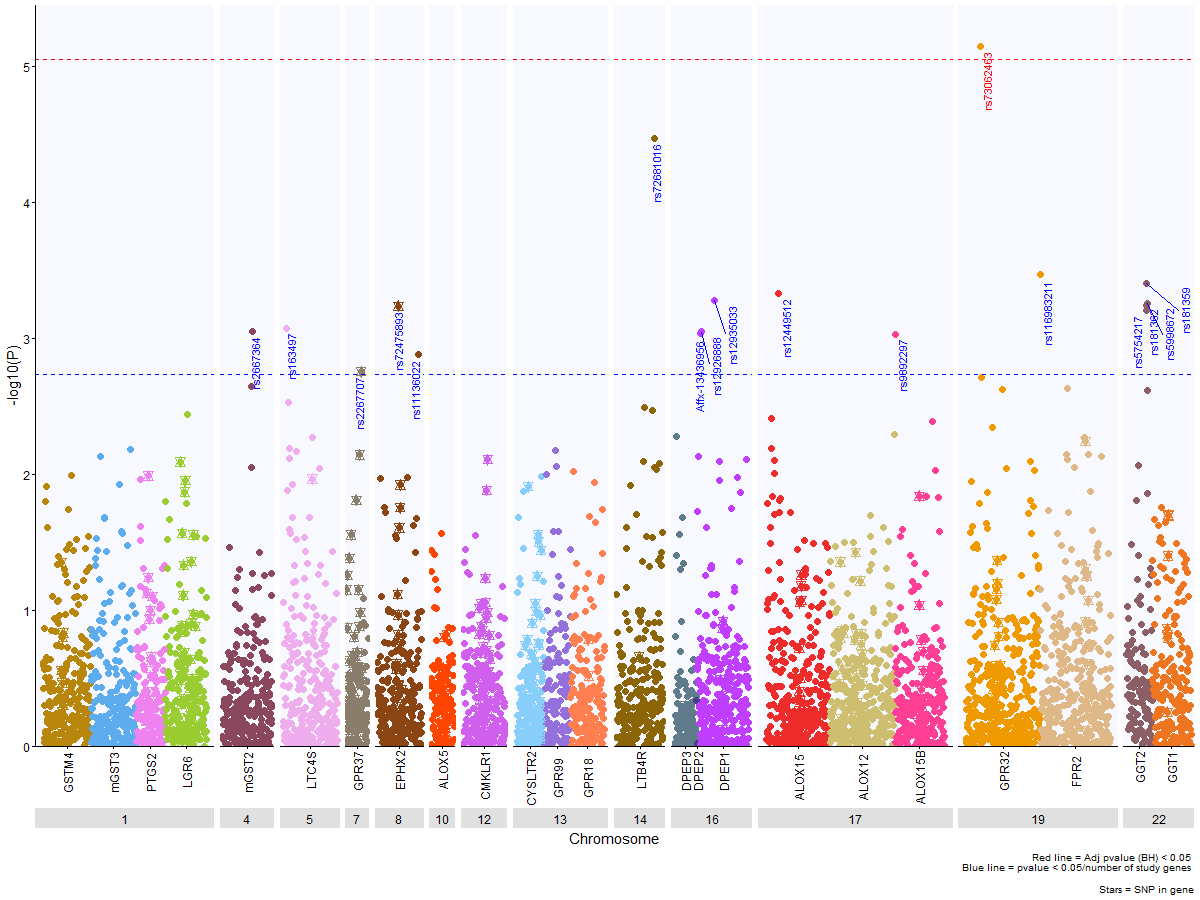 -log10(P)
5
4
3
2
1
0
rs73062463
rs72681016
rs116983211
rs2667364
rs163497
rs2267707
rs72475893
rs11136022
Affx-13436956
rs12926888
rs12935033
rs12449512
rs9892297
rs5754217
rs181362
rs5998672
rs181359
GSTM4
mGST3
PTGS2
LGR6
mGST2
LTC4S
GPR37
EPHX2
ALOX5
CMKLR1
CYSLTR2
GPR99
GPR18
LTB4R
DPEP3
DPEP2
DPEP1
ALOX15
ALOX12
ALOX15B
GPR32
FPR2
GGT2
GGT1
1 4 5 7 8 10 12 13 14 16 17 19 22
Chromosome
Red line = Adj pvalue (BH) < 0.05
Blue line = pvalue < 0.05/number of study genes
Stars = SNP in gene